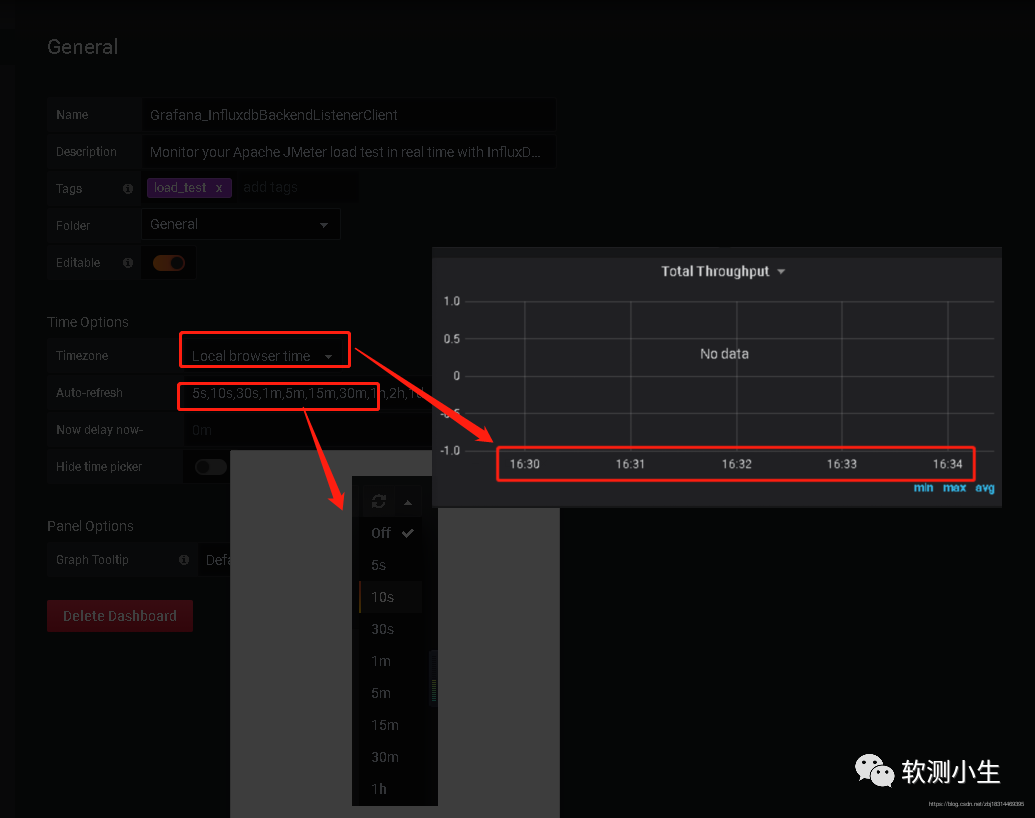 General
Name
Grafana_InfluxdbBackendListenerClient
Description
Monitor your Apache JMeter load test in real time with InfluxD...
Tags
load_test x
add tags
Folder
General
Editable
Time Options
Timezone
Local browser time
Auto-refresh
5s,10s,30s,1m,5m,15m,30m,1h,2h,1d
Now delay now-
0m
Hide time picker
Panel Options
Graph Tooltip
Defa
Delete Dashboard
Total Throughput
1.0
0.5
0
-0.5
-1.0
No data
16:30 16:31 16:32 16:33 16:34
min max avg
Off
5s
10s
30s
1m
5m
15m
30m
1h
软测小生
https://blog.csdn.net/zbj18314469395